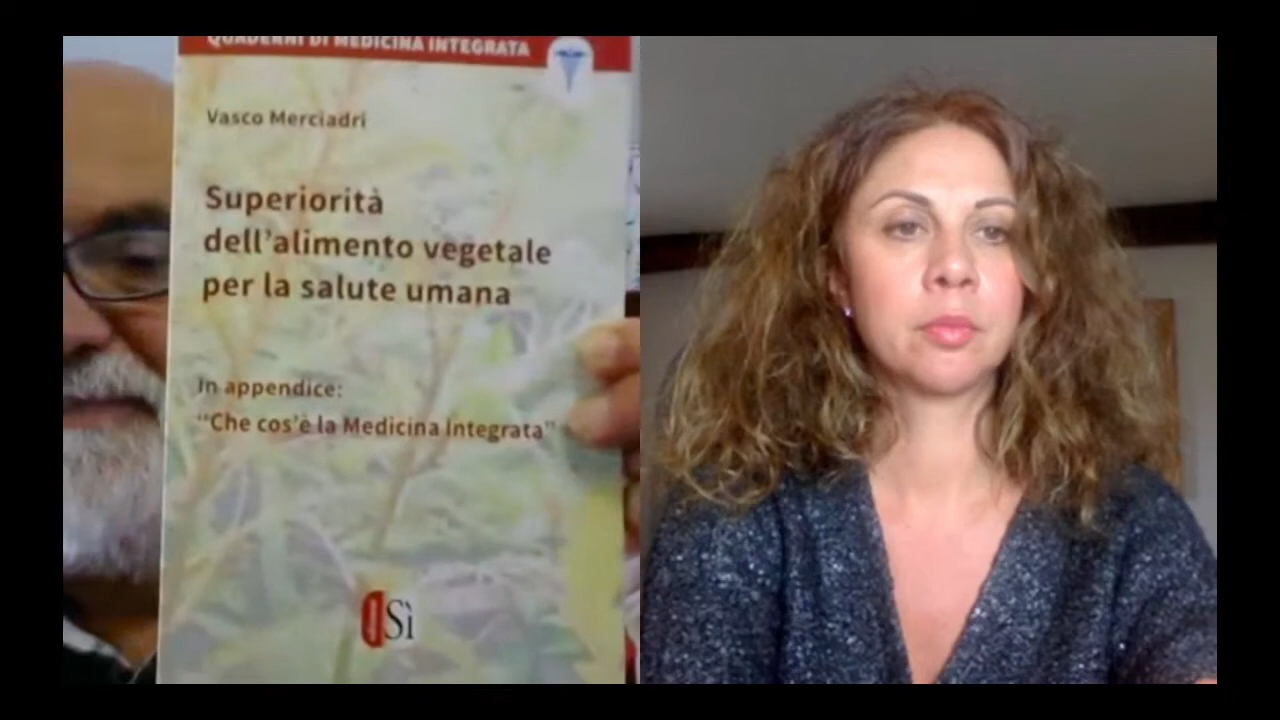 QUADERNI DI MEDICINA INTEGRATA
Vasco Merciadri
Superiorità
dell'alimento vegetale
per la salute umana
In appendice:
"Che cos'è la Medicina Integrata"
Sì